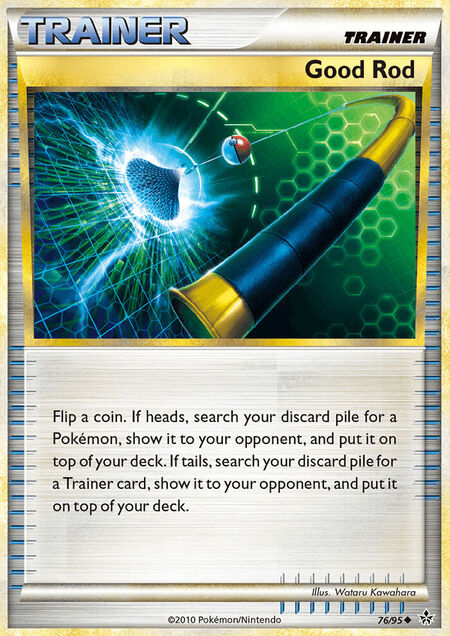 TRAINER
TRAINER
Good Rod
Flip a coin. If heads, search your discard pile for a
Pokémon, show it to your opponent, and put it on
top of your deck. If tails, search your discard pile for
a Trainer card, show it to your opponent, and put it
on top of your deck.
Illus. Wataru Kawahara
©2010 Pokémon/Nintendo
76/95